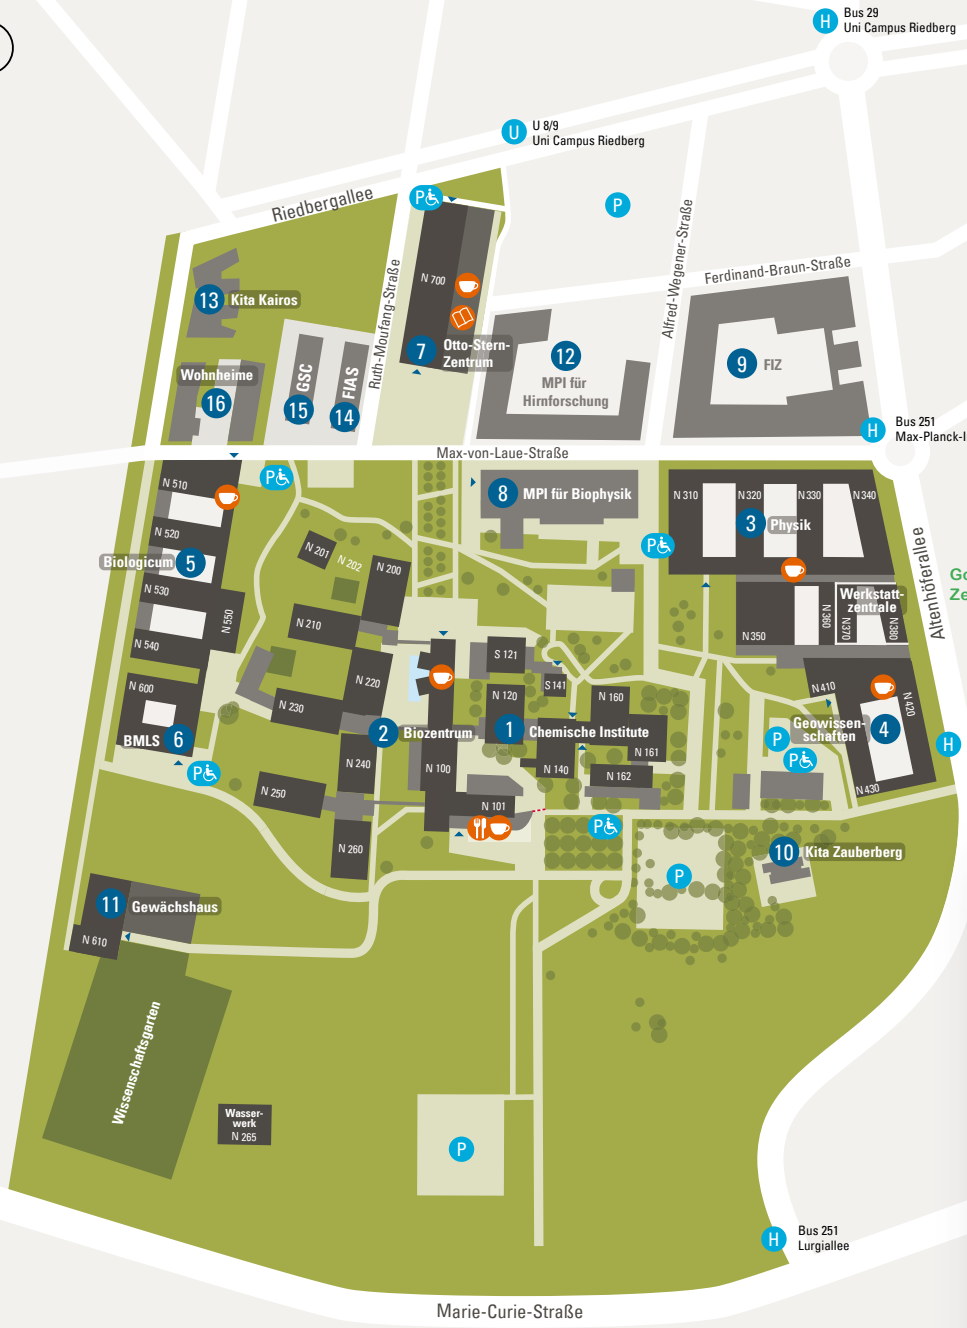 H
Bus 29
Uni Campus Riedberg
U
U 8/9
Uni Campus Riedberg
Riedbergallee
P
P
N 700
Ruth-Moufang-Straße
Alfred-Wegener-Straße
Ferdinand-Braun-Straße
13 Kita Kairos
7 Otto-Stern-
Zentrum
12
MPI für
Hirnforschung
9 FIZ
Wohnheime
16
GSC
15
FIAS
14
H
Bus 251
Max-Planck-I
Max-von-Laue-Straße
N 510
P
8 MPI für Biophysik
N 310
N 320
N 330
N 340
3 Physik
N 520
Biologicum 5
N 530
N 540
N 550
N 201
N 202
N 200
P
Altenhöferallee
Go
Ze
Werkstatt-
zentrale
N 350
N 360
N 370
N 380
N 210
S 121
S 141
N 220
N 120
N 160
N 410
N 420
N 600
BMLS 6
N 230
2 Biozentrum
1 Chemische Institute
N 161
Geowissen-
schaften
4
P
P
H
P
N 240
N 100
N 140
N 162
N 430
N 250
N 101
P
N 260
10 Kita Zauberberg
P
11 Gewächshaus
N 610
Wissenschaftsgarten
Wasser-
werk
N 265
P
H
Bus 251
Lurgiallee
Marie-Curie-Straße